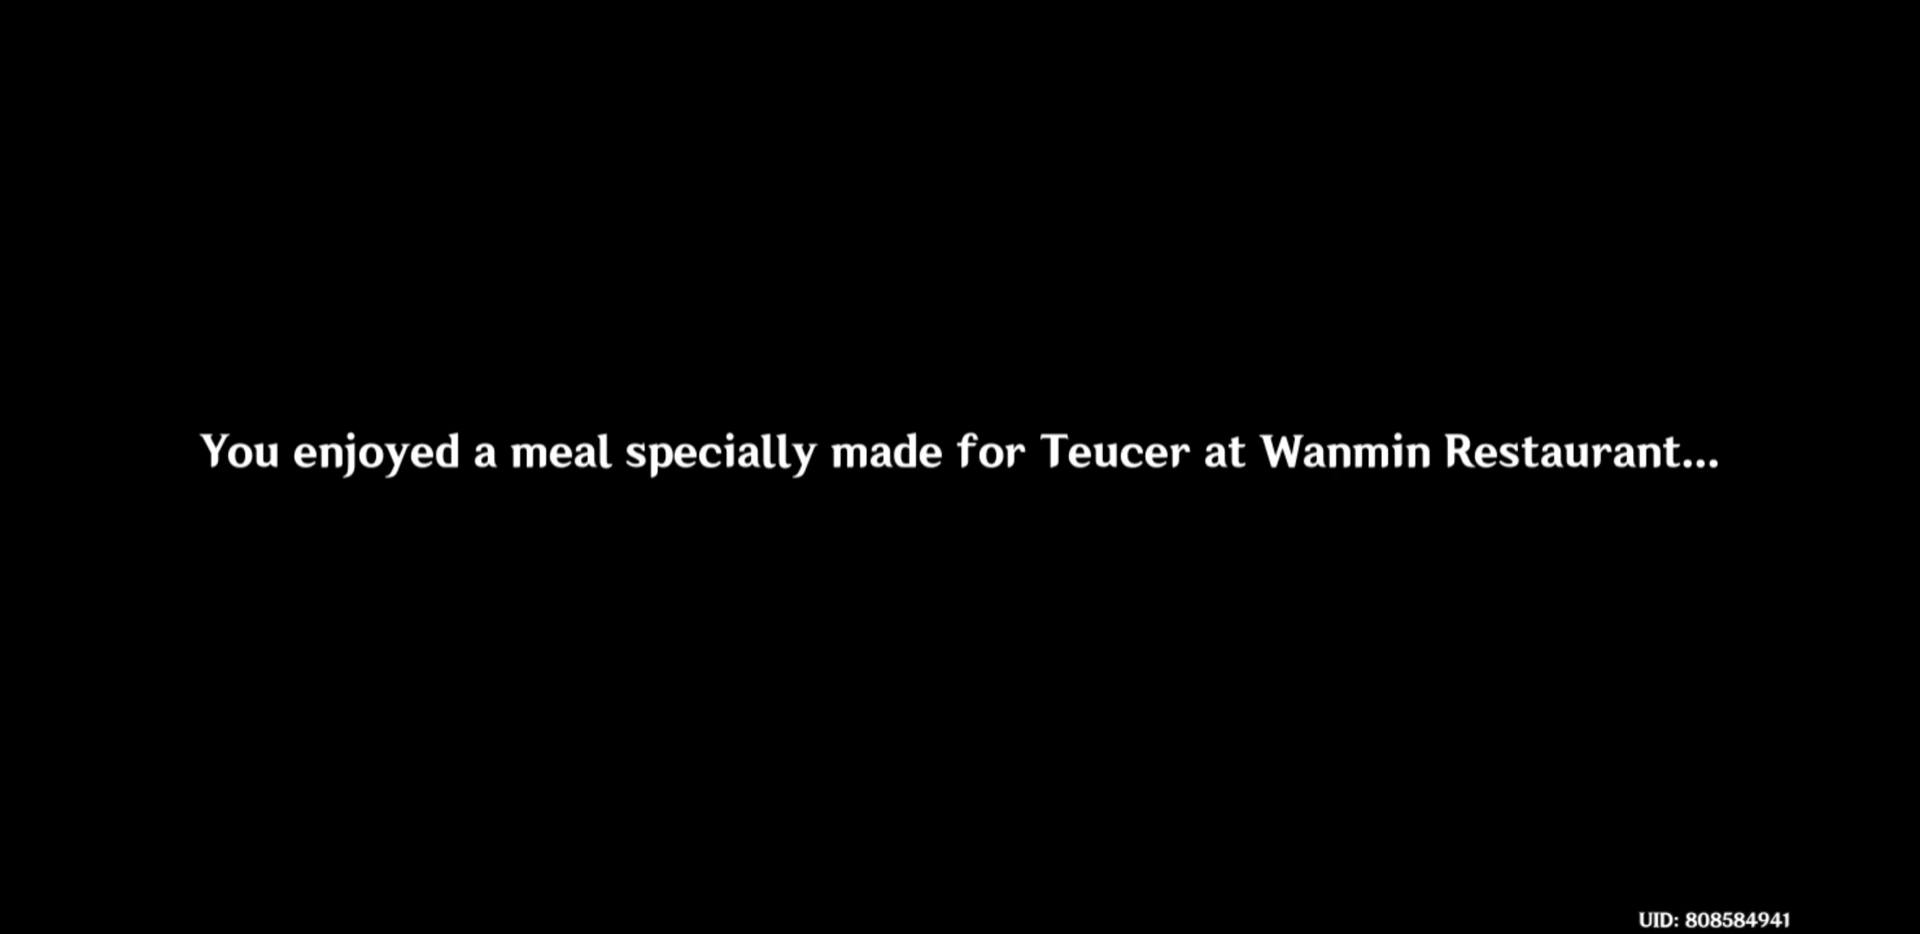 You enjoyed a meal specially made for Teucer at Wanmin Restaurant...
UID: 808584941